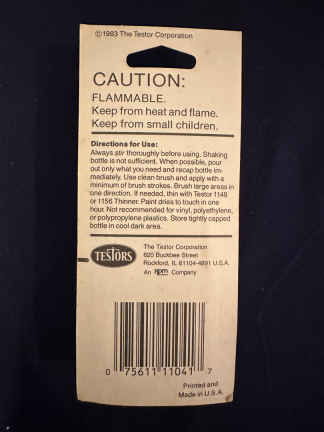 ©1983 The Testor Corporation
CAUTION:
FLAMMABLE.
Keep from heat and flame.
Keep from small children.
Directions for Use:
Always stir thoroughly before using. Shaking
bottle is not sufficient. When possible, pour
out only what you need and recap bottle im-
mediately. Use clean brush and apply with a
minimum of brush strokes. Brush large areas in
one direction. If needed, thin with Testor 1148
or 1156 Thinner. Paint dries to touch in one
hour. Not recommended for vinyl, polyethylene,
or polypropylene plastics. Store tightly capped
bottle in cool dark area.
TESTORS
The Testor Corporation
620 Buckbee Street
Rockford, IL 61104-4891 U.S.A.
An rpm Company
0 75611 11041 7
Printed and
Made in U.S.A.